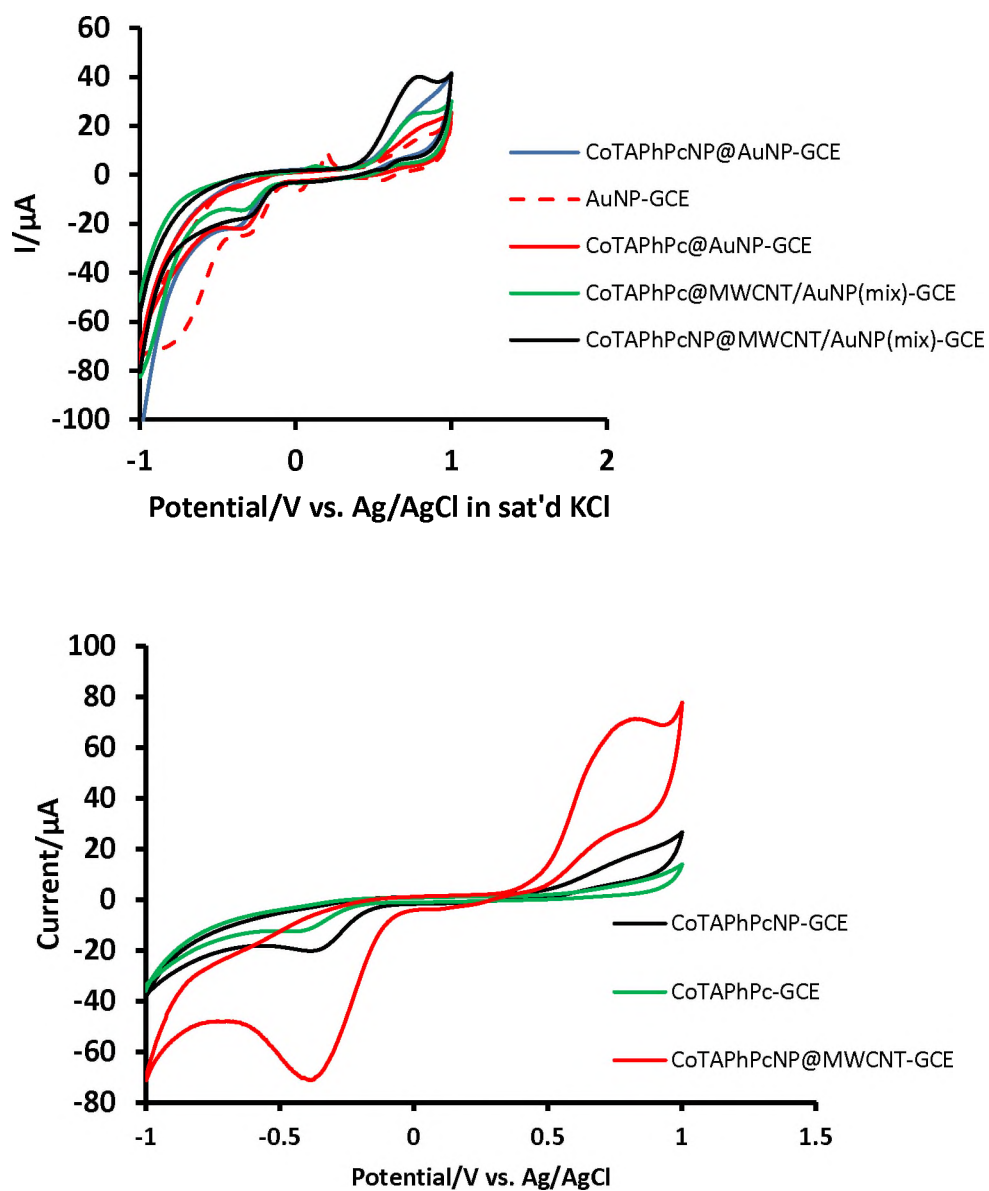 60
40
20
0
-20
-40
-60
-80
-100
I/µA
-1 0 1 2
Potential/V vs. Ag/AgCl in sat'd KCl
CoTAPhPcNP@AuNP-GCE
AuNP-GCE
CoTAPhPc@AuNP-GCE
CoTAPhPc@MWCNT/AuNP(mix)-GCE
CoTAPhPcNP@MWCNT/AuNP(mix)-GCE
100
80
60
40
20
0
-20
-40
-60
-80
Current/µA
-1 -0.5 0 0.5 1 1.5
Potential/V vs. Ag/AgCl
CoTAPhPcNP-GCE
CoTAPhPc-GCE
CoTAPhPcNP@MWCNT-GCE